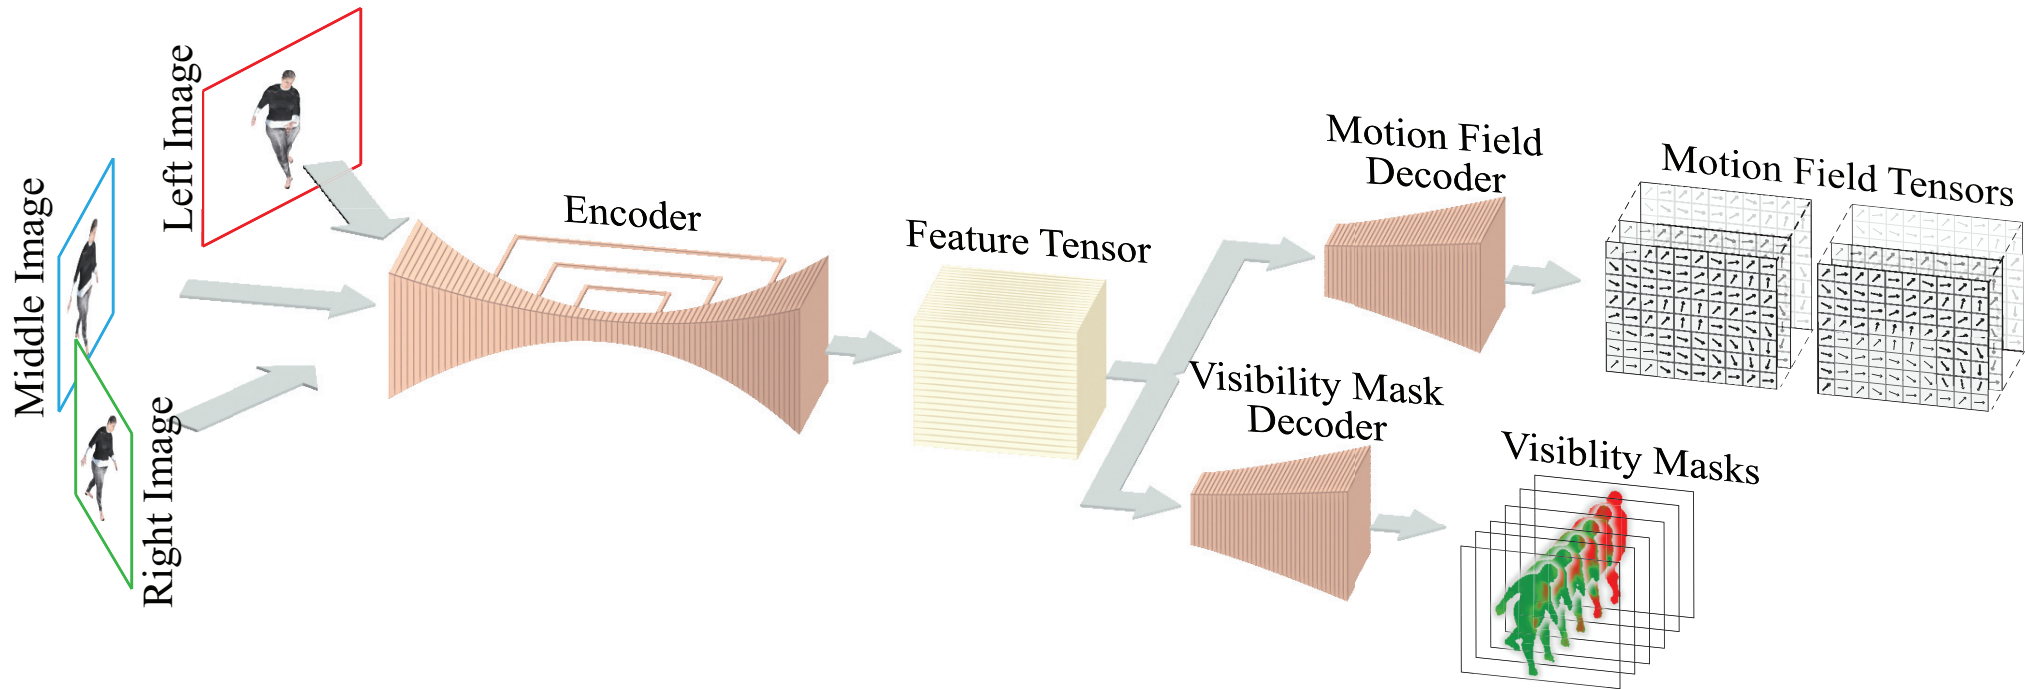 Left Image
Middle Image
Right Image
Encoder
Feature Tensor
Motion Field
Decoder
Motion Field Tensors
Visibility Mask
Decoder
Visiblity Masks